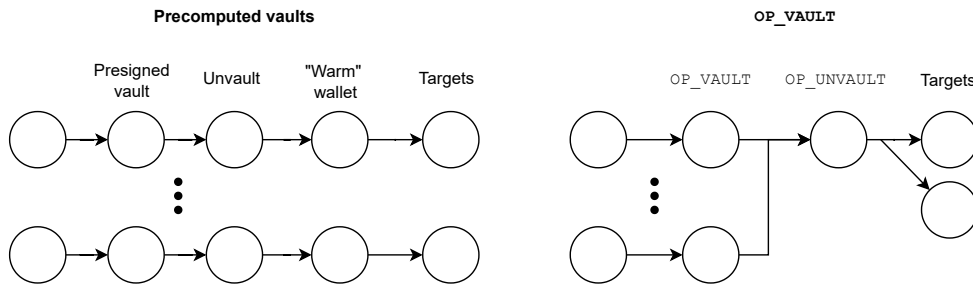 Precomputed vaults
Presigned
vault
Unvault
"Warm"
wallet
Targets
OP_VAULT
OP_VAULT
OP_UNVAULT
Targets